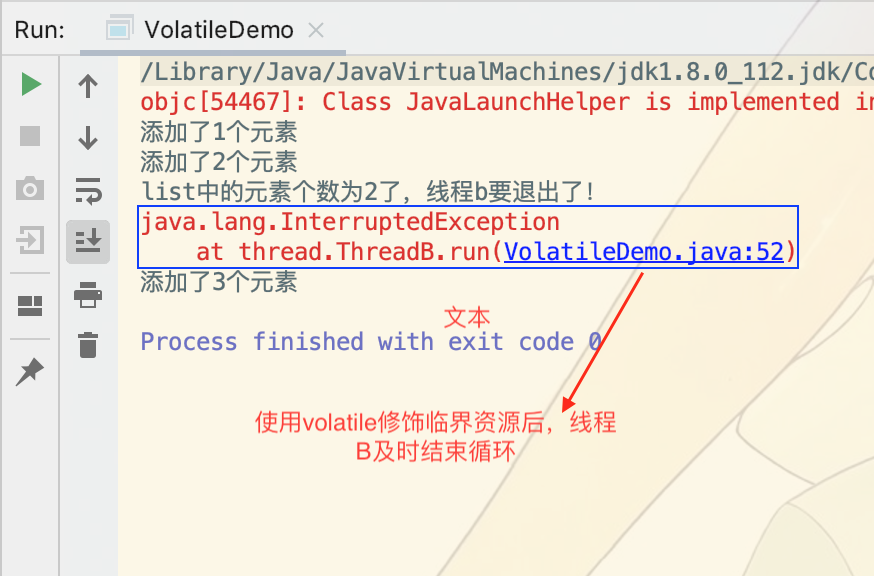 Run:
VolatileDemo
/Library/Java/JavaVirtualMachines/jdk1.8.0_112.jdk/Co
objc[54467]: Class JavaLaunchHelper is implemented in
添加了1个元素
添加了2个元素
list中的元素个数为2了，线程b要退出了！
java.lang.InterruptedException
at thread.ThreadB.run(VolatileDemo.java:52)
添加了3个元素
文本
Process finished with exit code 0
使用volatile修饰临界资源后，线程
B及时结束循环